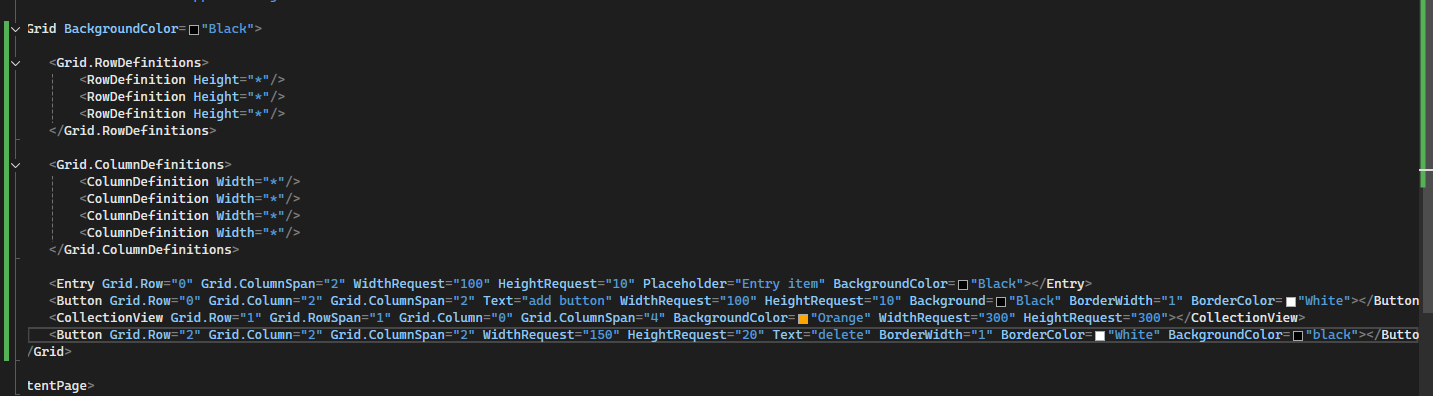 Grid BackgroundColor="Black">
<Grid.RowDefinitions>
<RowDefinition Height="*"/>
<RowDefinition Height="*"/>
<RowDefinition Height="*"/>
</Grid.RowDefinitions>
<Grid.ColumnDefinitions>
<ColumnDefinition Width="*"/>
<ColumnDefinition Width="*"/>
<ColumnDefinition Width="*"/>
<ColumnDefinition Width="*"/>
</Grid.ColumnDefinitions>
<Entry Grid.Row="0" Grid.ColumnSpan="2" WidthRequest="100" HeightRequest="10" Placeholder="Entry item" BackgroundColor="Black"></Entry>
<Button Grid.Row="0" Grid.Column="2" Grid.ColumnSpan="2" Text="add button" WidthRequest="100" HeightRequest="10" Background="Black" BorderWidth="1" BorderColor="White"></Button
<CollectionView Grid.Row="1" Grid.RowSpan="1" Grid.Column="0" Grid.ColumnSpan="4" BackgroundColor="Orange" WidthRequest="300" HeightRequest="300"></CollectionView>
<Button Grid.Row="2" Grid.Column="2" Grid.ColumnSpan="2" WidthRequest="150" HeightRequest="20" Text="delete" BorderWidth="1" BorderColor="White" BackgroundColor="black"></Butto
/Grid>
tentPage>